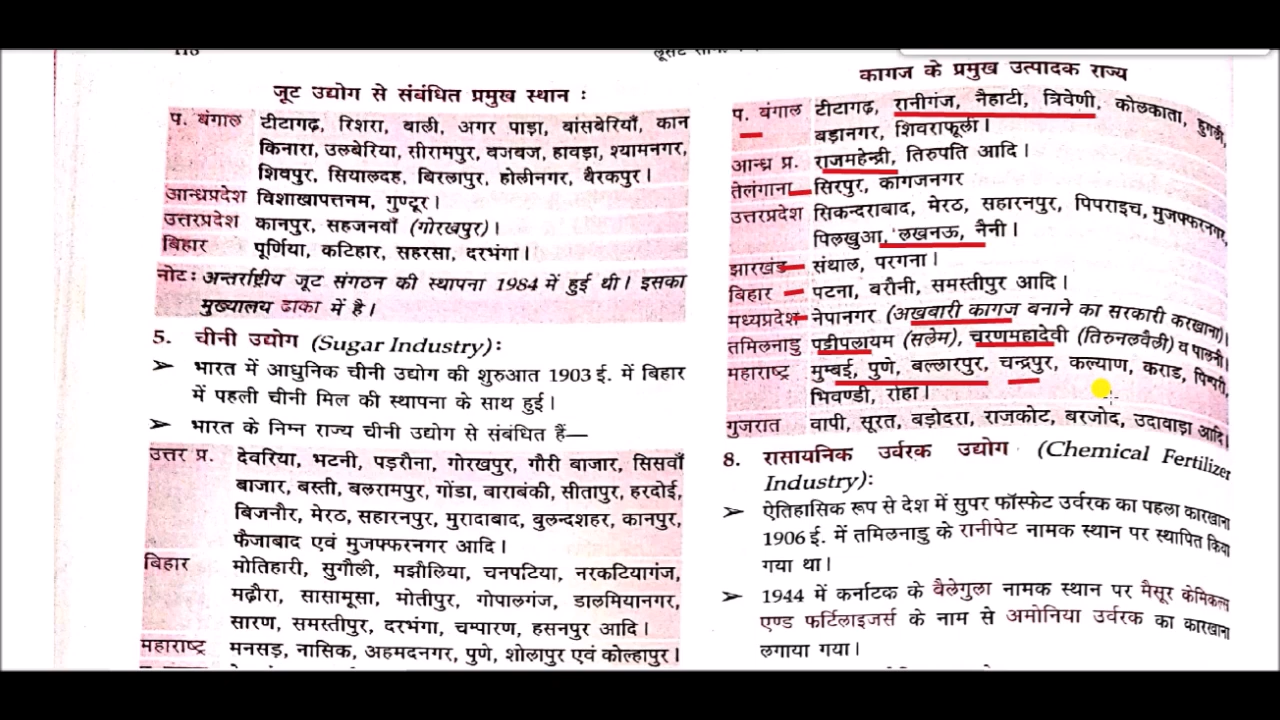 116
जूट उद्योग से संबंधित प्रमुख स्थान :
प. बंगाल टीटागढ़, रिशरा, बाली, अगर पाड़ा, बांसबेरियाँ, कान
किनारा, उलबेरिया, सीरामपुर, वजबज, हावड़ा, श्यामनगर,
शिवपुर, सियालदह, बिरलापुर, होलीनगर, थैरकपुर।
आन्ध्रप्रदेश विशाखापत्तनम, गुण्टूर।
उत्तरप्रदेश कानपुर, सहजनवाँ (गोरखपुर)।
बिहार पूर्णिया, कटिहार, सहरसा, दरभंगा।
नोट : अन्तर्राष्ट्रीय जूट संगठन की स्थापना 1984 में हुई थी। इसका
मुख्यालय ढाका में है।
5. चीनी उद्योग (Sugar Industry):
➢ भारत में आधुनिक चीनी उद्योग की शुरुआत 1903 ई. में बिहार
में पहली चीनी मिल की स्थापना के साथ हुई।
➢ भारत के निम्न राज्य चीनी उद्योग से संबंधित हैं—
उत्तर प्र. देवरिया, भटनी, पड़रौना, गोरखपुर, गौरी बाजार, सिसवाँ
बाजार, बस्ती, बलरामपुर, गोंडा, बाराबंकी, सीतापुर, हरदोई,
बिजनौर, मेरठ, सहारनपुर, मुरादाबाद, बुलन्दशहर, कानपुर,
फैजाबाद एवं मुजफ्फरनगर आदि।
बिहार मोतिहारी, सुगौली, मझौलिया, चनपटिया, नरकटियागंज,
मढ़ौरा, सासामूसा, मोतीपुर, गोपालगंज, डालमियानगर,
सारण, समस्तीपुर, दरभंगा, चम्पारण, हसनपुर आदि।
महाराष्ट्र मनसड़, नासिक, अहमदनगर, पुणे, शोलापुर एवं कोल्हापुर।
लूसेंट
कागज के प्रमुख उत्पादक राज्य
प. बंगाल टीटागढ़, रानीगंज, नैहाटी, त्रिवेणी, कोलकाता, हुगली,
बड़ानगर, शिवराफूली।
आन्ध्र प्र. राजमहेन्द्री, तिरुपति आदि।
तेलंगाना सिरपुर, कागजनगर
उत्तरप्रदेश सिकन्दराबाद, मेरठ, सहारनपुर, पिपराइच, मुजफ्फरनगर,
पिलखुआ, लखनऊ, नैनी।
झारखंड संथाल, परगना।
बिहार पटना, बरौनी, समस्तीपुर आदि।
मध्यप्रदेश नेपानगर (अखबारी कागज बनाने का सरकारी करखाना)।
तमिलनाडु पट्टीपलायम (सलेम), चरणमहादेवी (तिरुनलवैली) व पालनी।
महाराष्ट्र मुम्बई, पुणे, बल्लारपुर, चन्द्रपुर, कल्याण, कराड, पिम्परी,
भिवण्डी, रोहा।
गुजरात वापी, सूरत, बड़ोदरा, राजकोट, बरजोद, उदावाड़ा आदि।
8. रासायनिक उर्वरक उद्योग (Chemical Fertilizer
Industry):
➢ ऐतिहासिक रूप से देश में सुपर फॉस्फेट उर्वरक का पहला कारखाना
1906 ई. में तमिलनाडु के रानीपेट नामक स्थान पर स्थापित किया
गया था।
➢ 1944 में कर्नाटक के बैलेगुला नामक स्थान पर मैसूर केमिकल्स
एण्ड फर्टिलाइजर्स के नाम से अमोनिया उर्वरक का कारखाना
लगाया गया।